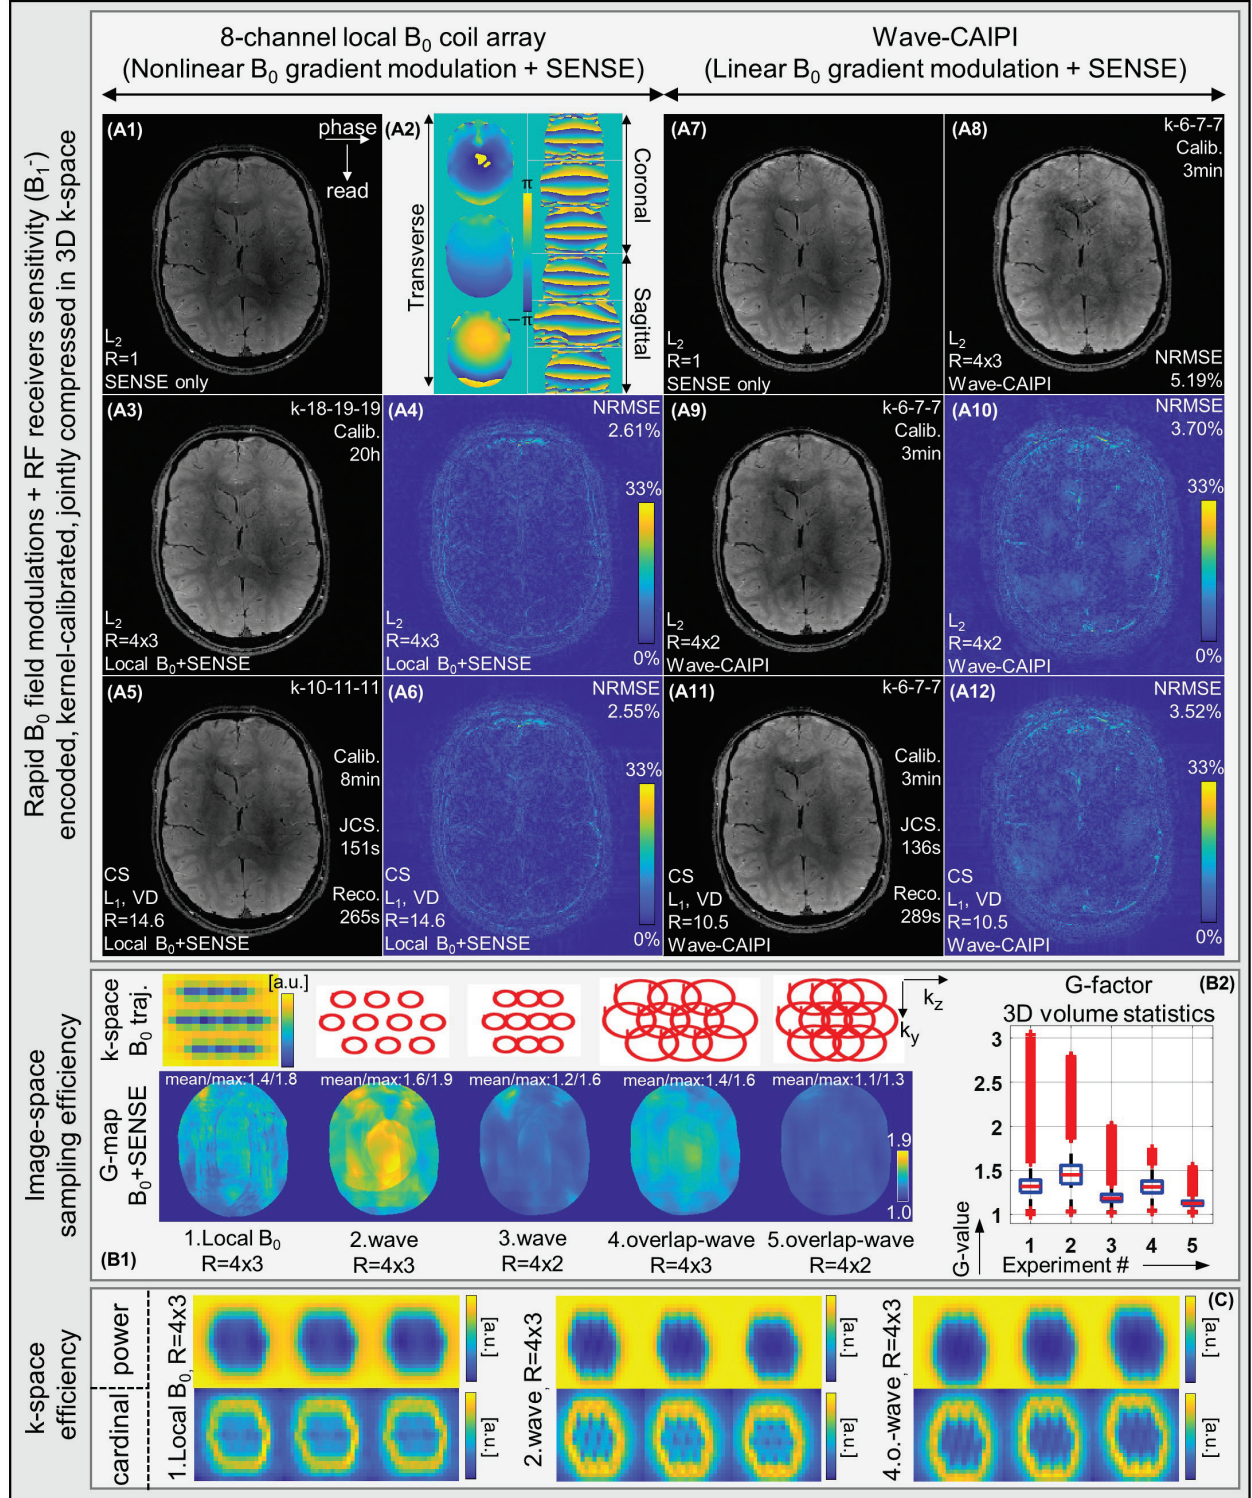 8-channel local B₀ coil array
(Nonlinear B₀ gradient modulation + SENSE)
Wave-CAIPI
(Linear B₀ gradient modulation + SENSE)
Rapid B₀ field modulations + RF receivers sensitivity (B₁⁻)
encoded, kernel-calibrated, jointly compressed in 3D k-space
(A1)
phase
read
L₂
R=1
SENSE only
(A2)
Transverse
π
−π
Coronal
Sagittal
(A7)
L₂
R=1
SENSE only
(A8)
k-6-7-7
Calib.
3min
L₂
R=4x3
Wave-CAIPI
NRMSE
5.19%
(A3)
k-18-19-19
Calib.
20h
L₂
R=4x3
Local B₀+SENSE
(A4)
NRMSE
2.61%
33%
0%
L₂
R=4x3
Local B₀+SENSE
(A9)
k-6-7-7
Calib.
3min
L₂
R=4x2
Wave-CAIPI
(A10)
NRMSE
3.70%
33%
0%
L₂
R=4x2
Wave-CAIPI
(A5)
k-10-11-11
Calib.
8min
JCS.
151s
Reco.
265s
CS
L₁, VD
R=14.6
Local B₀+SENSE
(A6)
NRMSE
2.55%
33%
0%
CS
L₁, VD
R=14.6
Local B₀+SENSE
(A11)
k-6-7-7
Calib.
3min
JCS.
136s
Reco.
289s
CS
L₁, VD
R=10.5
Wave-CAIPI
(A12)
NRMSE
3.52%
33%
0%
CS
L₁, VD
R=10.5
Wave-CAIPI
Image-space
sampling efficiency
k-space
B₀ traj.
[a.u.]
k_z
k_y
G-map
B₀+SENSE
mean/max:1.4/1.8
mean/max:1.6/1.9
mean/max:1.2/1.6
mean/max:1.4/1.6
mean/max:1.1/1.3
1.9
1.0
(B1)
1.Local B₀
R=4x3
2.wave
R=4x3
3.wave
R=4x2
4.overlap-wave
R=4x3
5.overlap-wave
R=4x2
(B2)
G-factor
3D volume statistics
3
2.5
2
1.5
1
G-value
1 2 3 4 5
Experiment #
k-space
efficiency
cardinal power
(C)
1.Local B₀, R=4x3
[a.u.]
[a.u.]
2.wave, R=4x3
[a.u.]
[a.u.]
4.o.-wave, R=4x3
[a.u.]
[a.u.]